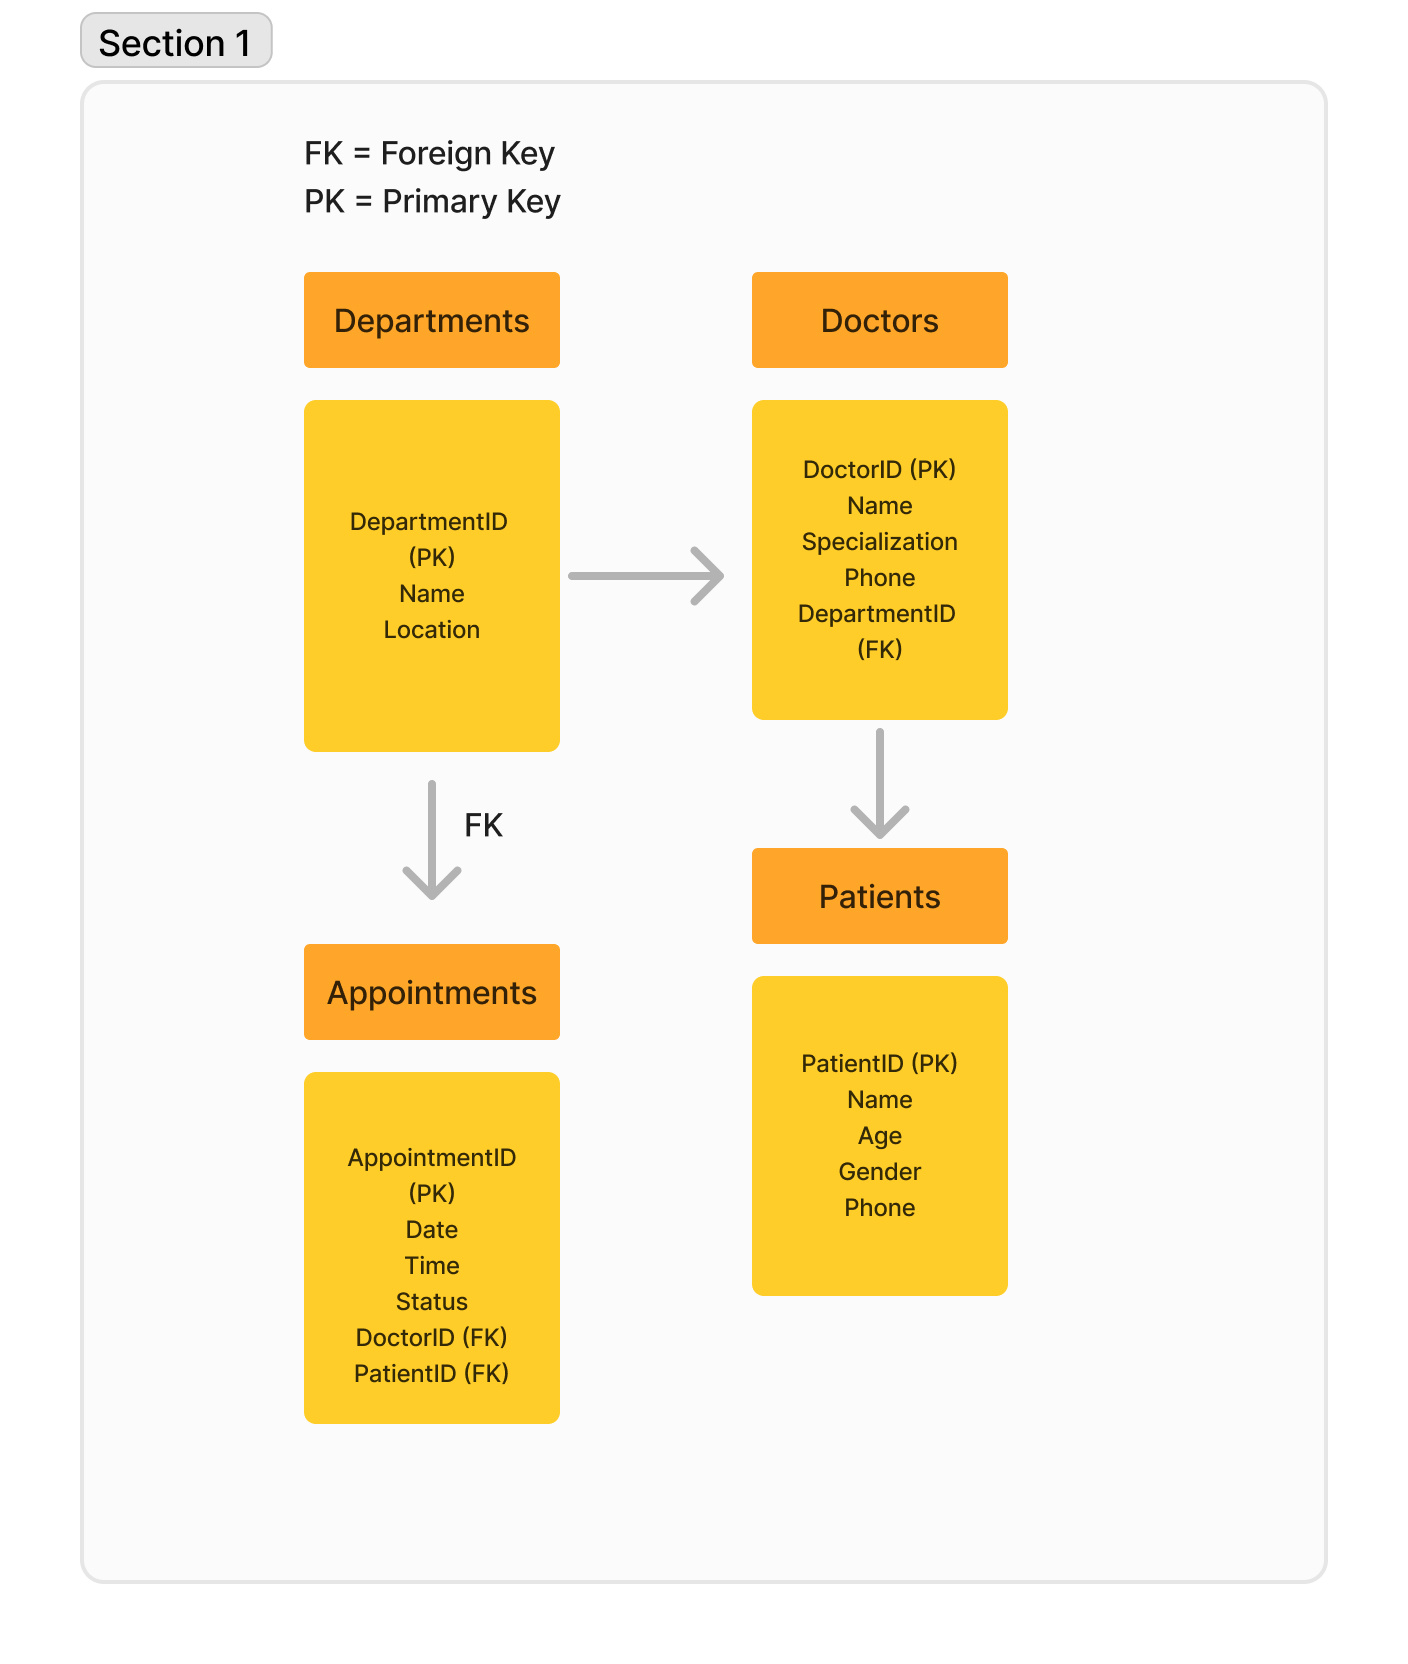 Section 1
FK = Foreign Key
PK = Primary Key
Departments
DepartmentID
(PK)
Name
Location
Doctors
DoctorID (PK)
Name
Specialization
Phone
DepartmentID
(FK)
FK
Appointments
AppointmentID
(PK)
Date
Time
Status
DoctorID (FK)
PatientID (FK)
Patients
PatientID (PK)
Name
Age
Gender
Phone